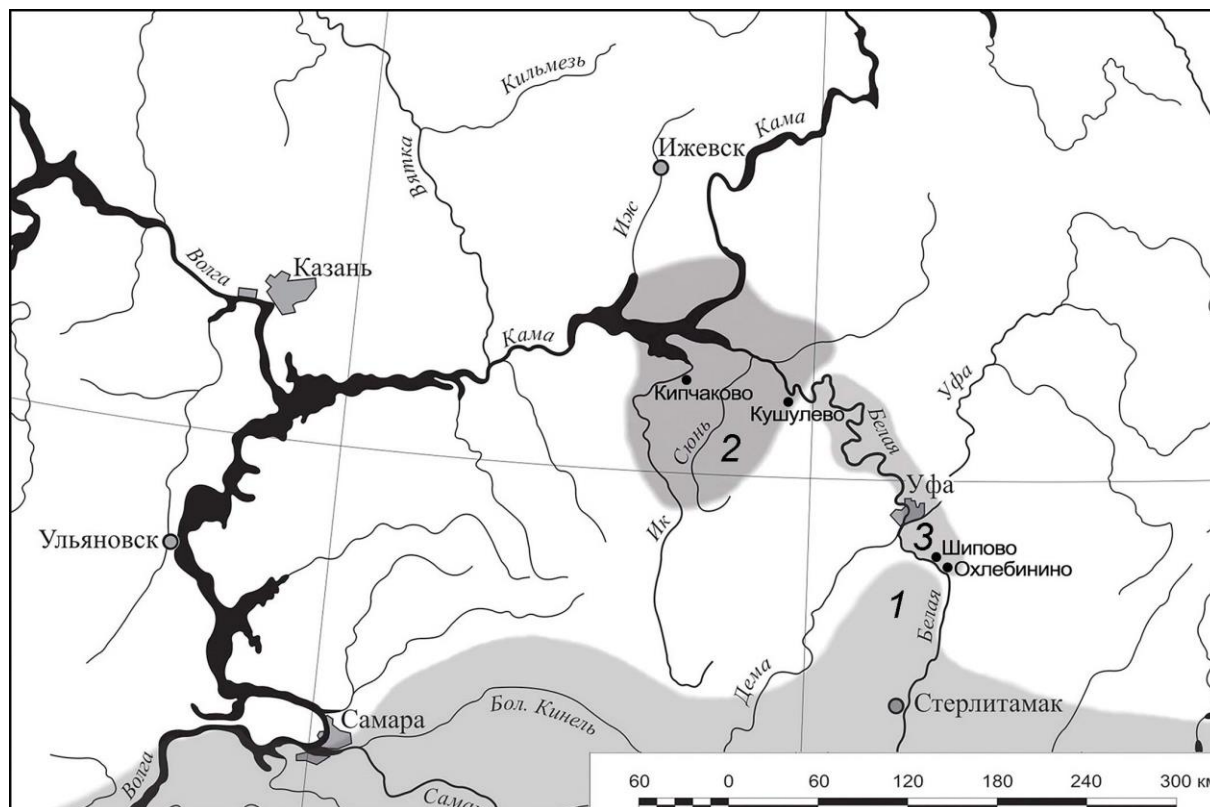 Кильмезь
Кама
Вятка
Ижевск
Иж
Волга
Казань
Кама
Уфа
Кипчаково
Кушулево
Белая
Сюнь
2
Уфа
Ик
Ульяновск
3
Шипово
Охлебинино
1
Белая
Дема
Стерлитамак
Самара
Бол. Кинель
Волга
60 0 60 120 180 240 300 км